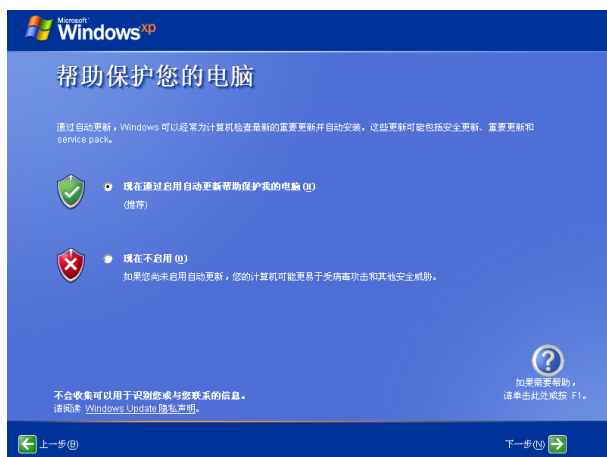 Microsoft
Windows xp
帮助保护您的电脑
通过自动更新，Windows 可以经常为计算机检查最新的重要更新并自动安装。这些更新可能包括安全更新、重要更新和
service pack。
现在通过启用自动更新帮助保护我的电脑(H)
(推荐)
现在不启用(O)
如果您尚未启用自动更新，您的计算机可能更易于受病毒攻击和其他安全威胁。
如果需要帮助，
请单击此处或按 F1。
不会收集可以用于识别您或与您联系的信息。
请阅读 Windows Update 隐私声明。
上一步(B)
下一步(N)